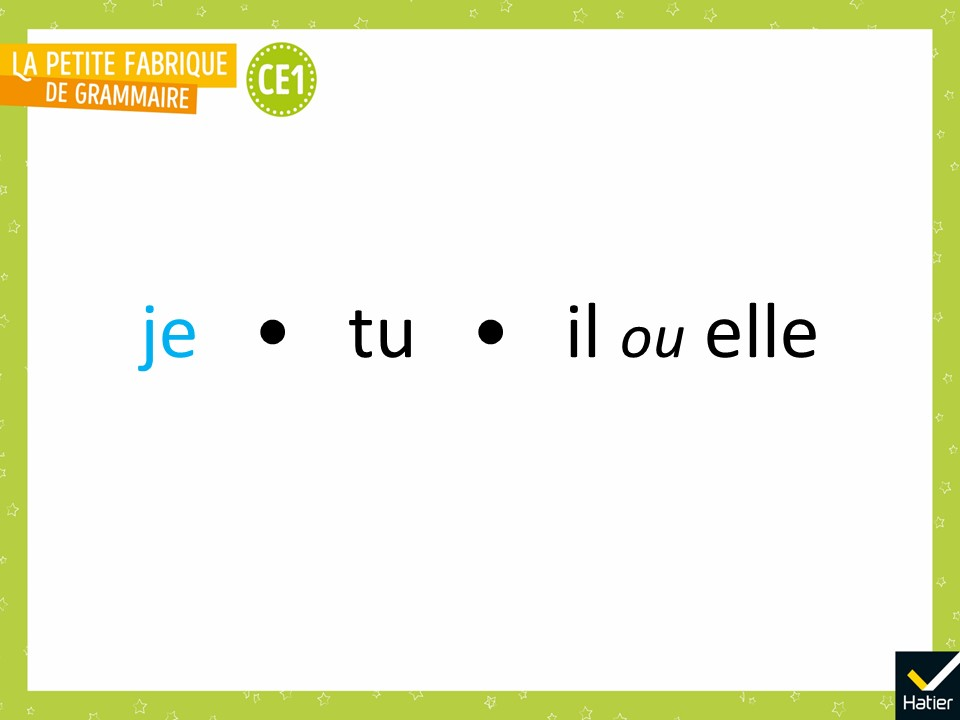 LA PETITE FABRIQUE
DE GRAMMAIRE
CE1
je • tu • il ou elle
Hatier